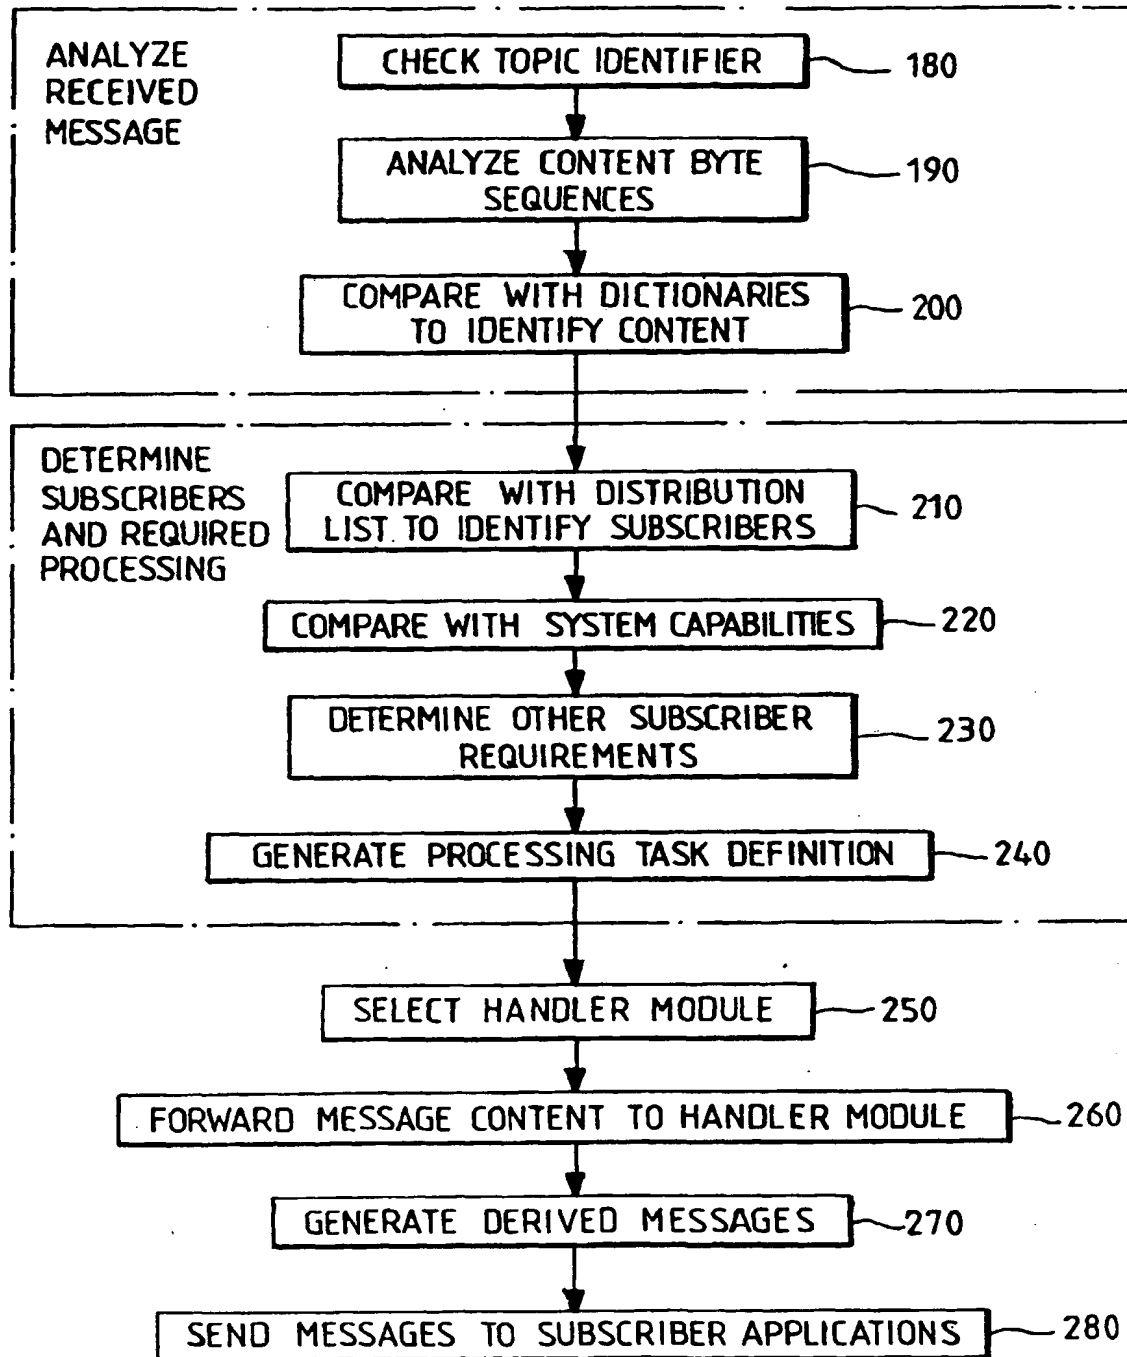 ANALYZE
RECEIVED
MESSAGE
CHECK TOPIC IDENTIFIER
180
ANALYZE CONTENT BYTE
SEQUENCES
190
COMPARE WITH DICTIONARIES
TO IDENTIFY CONTENT
200
DETERMINE
SUBSCRIBERS
AND REQUIRED
PROCESSING
COMPARE WITH DISTRIBUTION
LIST TO IDENTIFY SUBSCRIBERS
210
COMPARE WITH SYSTEM CAPABILITIES
220
DETERMINE OTHER SUBSCRIBER
REQUIREMENTS
230
GENERATE PROCESSING TASK DEFINITION
240
SELECT HANDLER MODULE
250
FORWARD MESSAGE CONTENT TO HANDLER MODULE
260
GENERATE DERIVED MESSAGES
270
SEND MESSAGES TO SUBSCRIBER APPLICATIONS
280